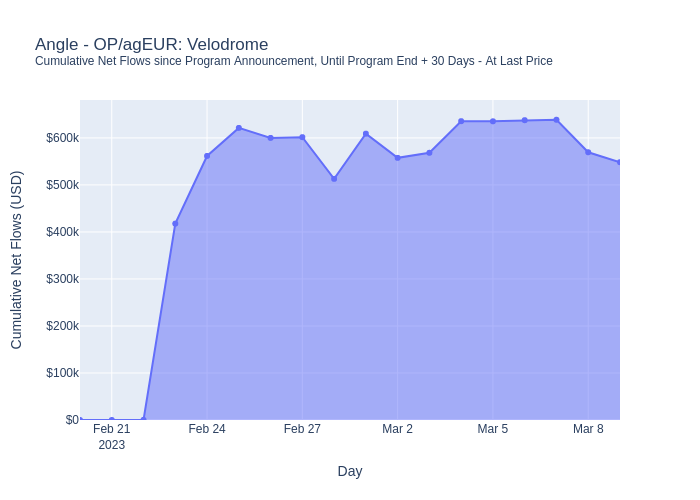 Angle - OP/agEUR: Velodrome
Cumulative Net Flows since Program Announcement, Until Program End + 30 Days - At Last Price
Cumulative Net Flows (USD)
$600k
$500k
$400k
$300k
$200k
$100k
$0
Feb 21
2023
Feb 24
Feb 27
Mar 2
Mar 5
Mar 8
Day